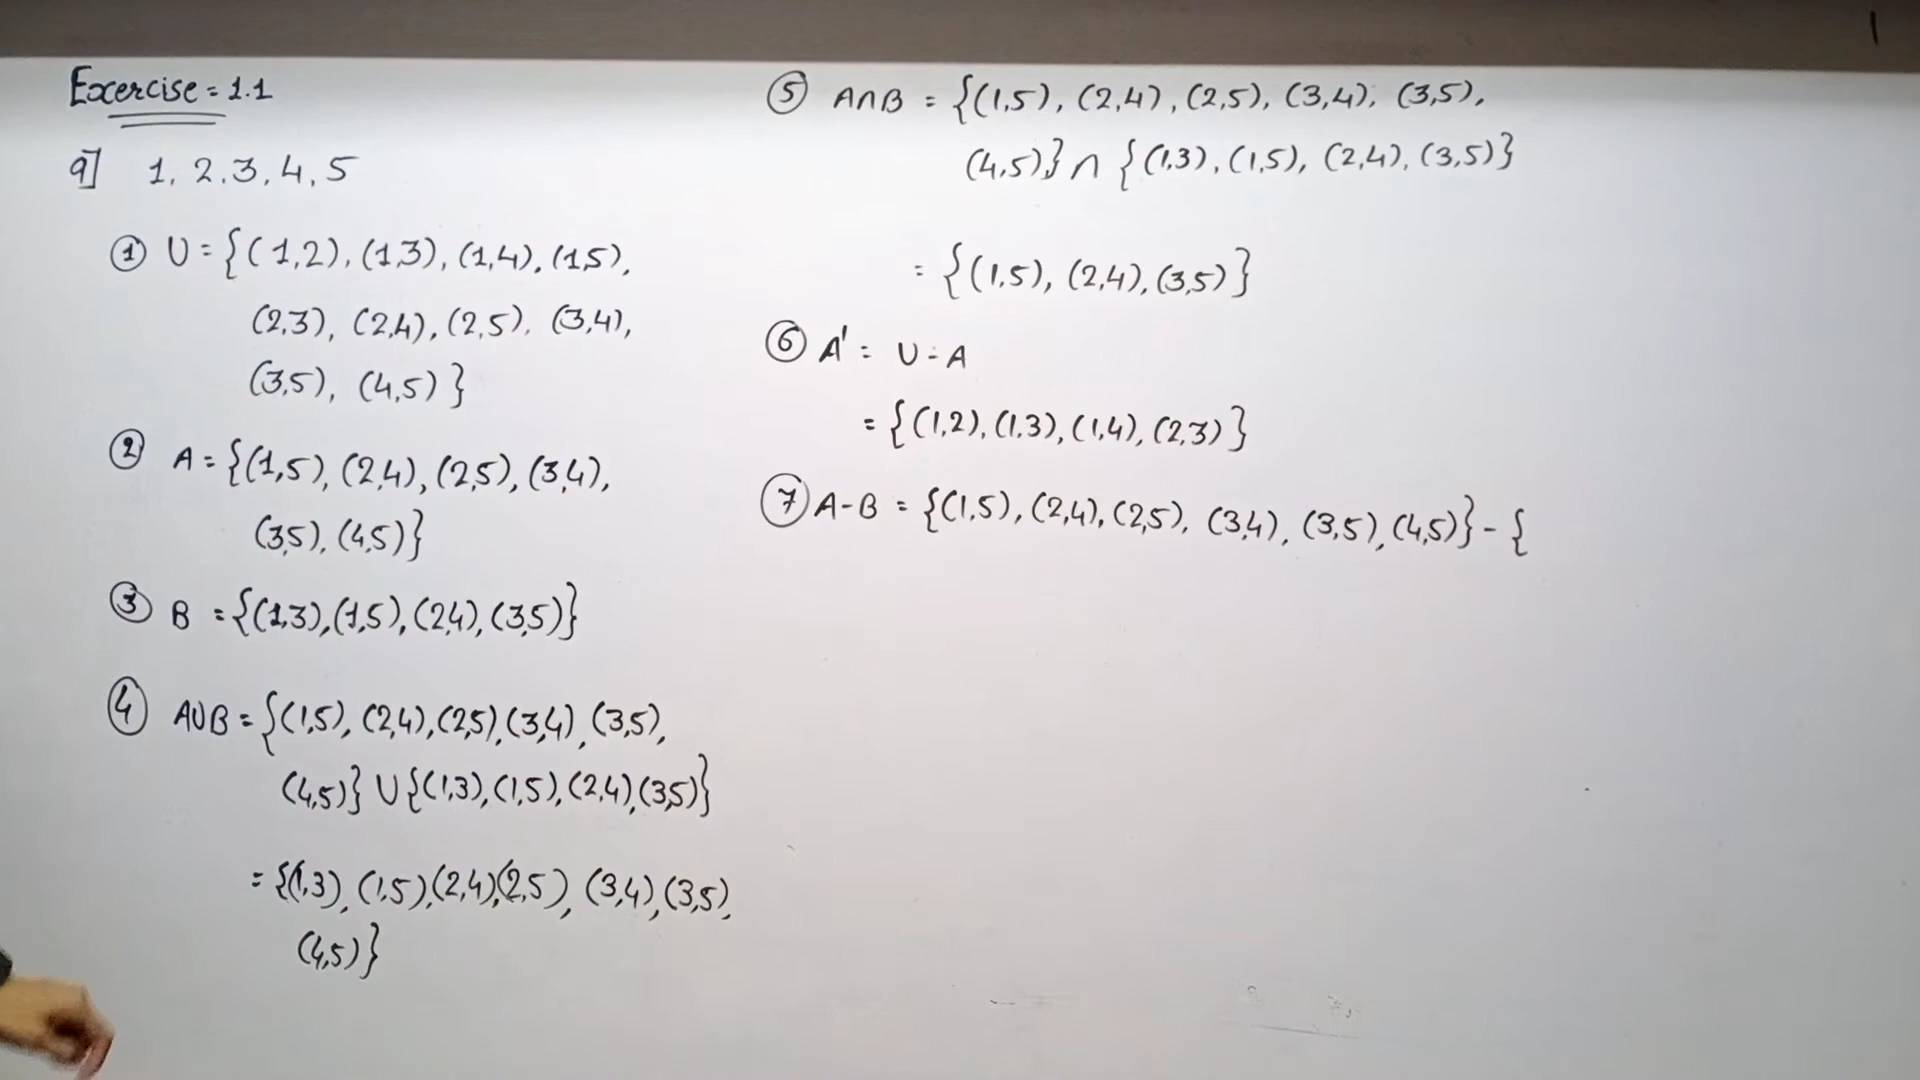 Excercise = 1.1
9] 1, 2, 3, 4, 5
① U = {(1,2), (1,3), (1,4), (1,5),
(2,3), (2,4), (2,5), (3,4),
(3,5), (4,5)}
② A = {(1,5), (2,4), (2,5), (3,4),
(3,5), (4,5)}
③ B = {(1,3), (1,5), (2,4), (3,5)}
④ A∪B = {(1,5), (2,4), (2,5), (3,4), (3,5),
(4,5)} ∪ {(1,3), (1,5), (2,4), (3,5)}
= {(1,3), (1,5), (2,4), (2,5), (3,4), (3,5),
(4,5)}
⑤ A∩B = {(1,5), (2,4), (2,5), (3,4), (3,5),
(4,5)} ∩ {(1,3), (1,5), (2,4), (3,5)}
= {(1,5), (2,4), (3,5)}
⑥ A' = U - A
= {(1,2), (1,3), (1,4), (2,3)}
⑦ A-B = {(1,5), (2,4), (2,5), (3,4), (3,5), (4,5)} - {